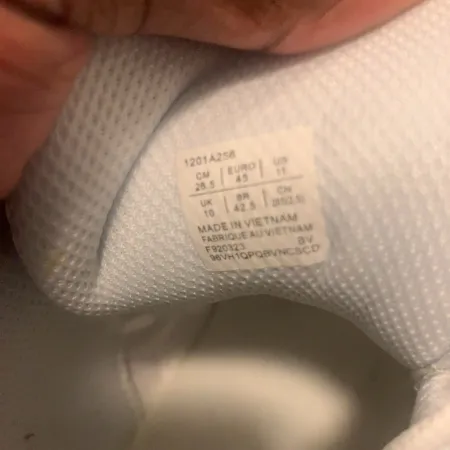 1201A256
CM EURO US
28.5 45 11
UK BR CH
10 42.5
MADE IN VIETNAM
FABRIQUE AU VIETNAM
F920323 BV